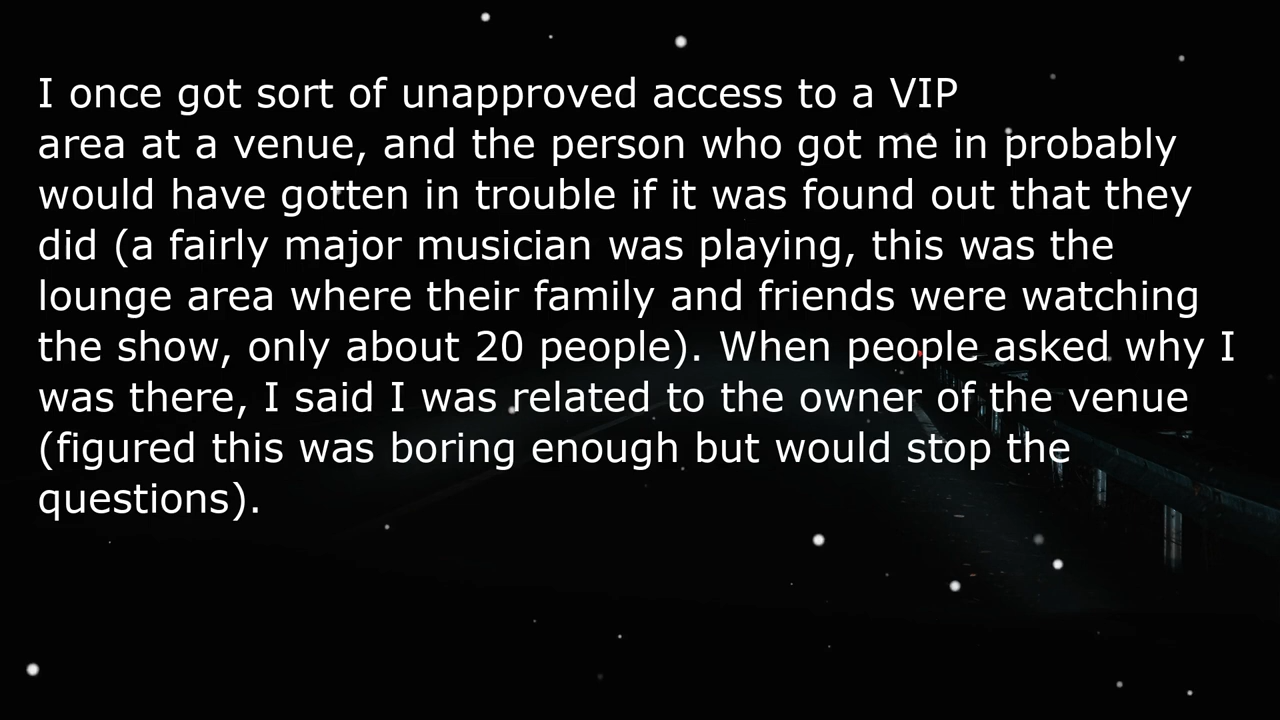 I once got sort of unapproved access to a VIP
area at a venue, and the person who got me in probably
would have gotten in trouble if it was found out that they
did (a fairly major musician was playing, this was the
lounge area where their family and friends were watching
the show, only about 20 people). When people asked why I
was there, I said I was related to the owner of the venue
(figured this was boring enough but would stop the
questions).